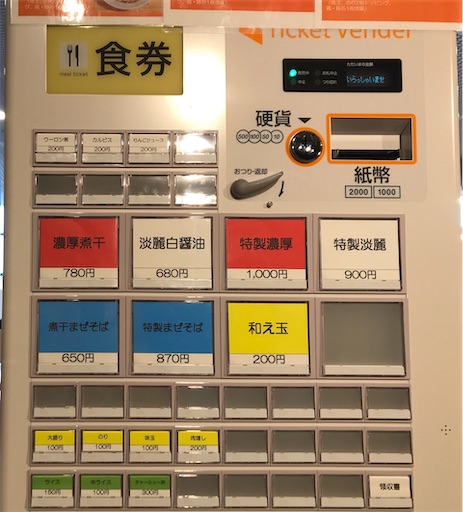 Ticket Vender
食券
meal ticket
いらっしゃいませ
硬貨
500 100 50 10
おつり・返却
紙幣
2000 1000
ウーロン茶 カルピス りんごジュース
200円 200円 200円
濃厚煮干 淡麗白醤油 特製濃厚 特製淡麗
780円 680円 1,000円 900円
煮干まぜそば 特製まぜそば 和え玉
650円 870円 200円
大盛り のり 味玉 肉増し
100円 100円 100円 200円
ライス 半ライス チャーシュー丼
150円 100円 300円
領収書